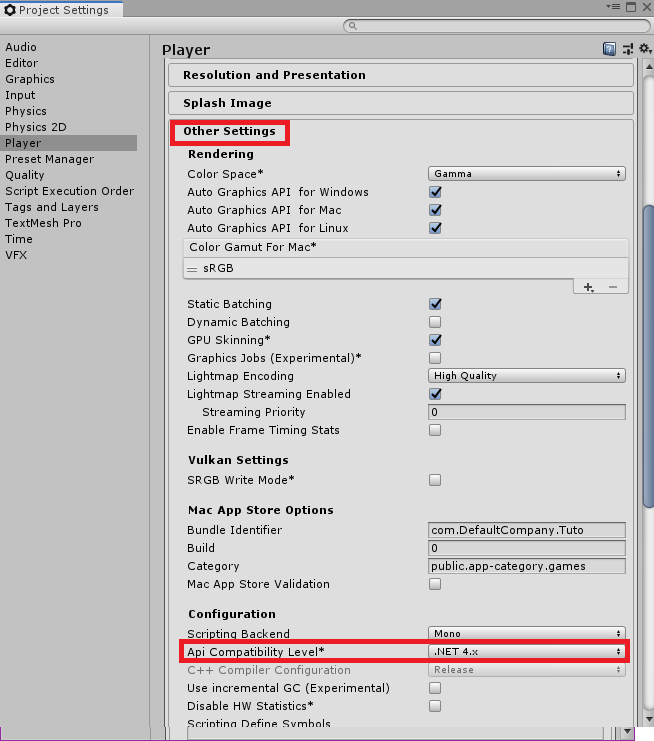 Project Settings
Audio
Editor
Graphics
Input
Physics
Physics 2D
Player
Preset Manager
Quality
Script Execution Order
Tags and Layers
TextMesh Pro
Time
VFX
Player
Resolution and Presentation
Splash Image
Other Settings
Rendering
Color Space* Gamma
Auto Graphics API for Windows
Auto Graphics API for Mac
Auto Graphics API for Linux
Color Gamut For Mac*
sRGB
Static Batching
Dynamic Batching
GPU Skinning*
Graphics Jobs (Experimental)*
Lightmap Encoding High Quality
Lightmap Streaming Enabled
Streaming Priority 0
Enable Frame Timing Stats
Vulkan Settings
SRGB Write Mode*
Mac App Store Options
Bundle Identifier com.DefaultCompany.Tuto
Build 0
Category public.app-category.games
Mac App Store Validation
Configuration
Scripting Backend Mono
Api Compatibility Level* .NET 4.x
C++ Compiler Configuration Release
Use incremental GC (Experimental)
Disable HW Statistics*
Scripting Define Symbols